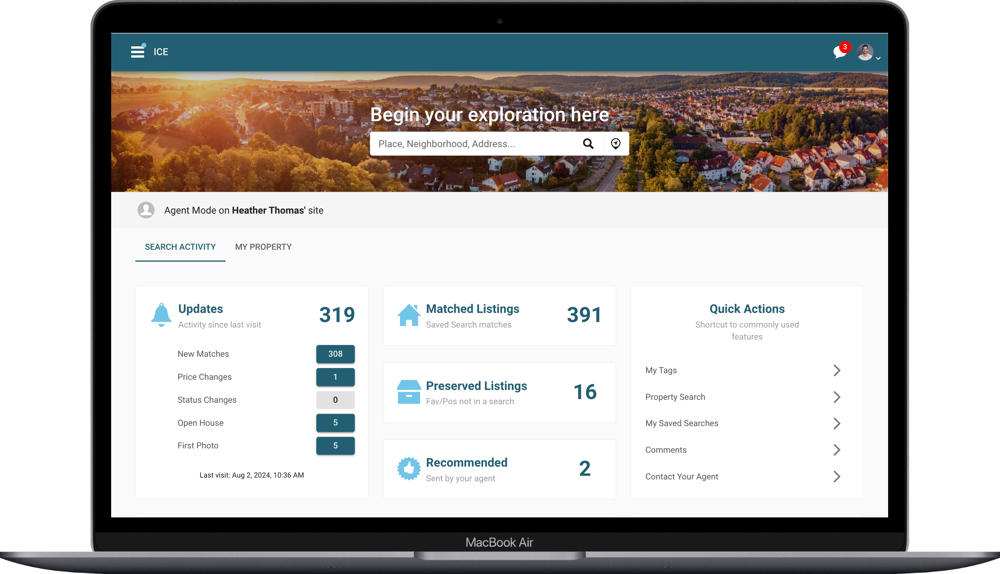 ICE
3
Begin your exploration here
Place, Neighborhood, Address...
Agent Mode on Heather Thomas' site
SEARCH ACTIVITY
MY PROPERTY
Updates
319
Activity since last visit
New Matches
308
Price Changes
1
Status Changes
0
Open House
5
First Photo
5
Last visit: Aug 2, 2024, 10:36 AM
Matched Listings
391
Saved Search matches
Preserved Listings
16
Fav/Pos not in a search
Recommended
2
Sent by your agent
Quick Actions
Shortcut to commonly used
features
My Tags
Property Search
My Saved Searches
Comments
Contact Your Agent
MacBook Air